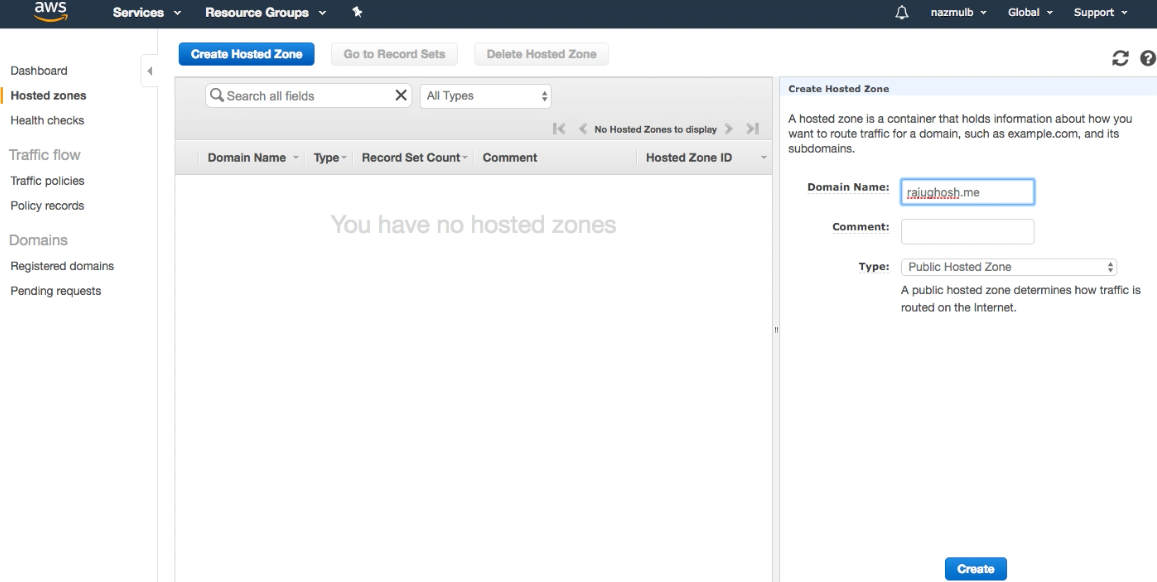 aws Services Resource Groups nazmulb Global Support
Create Hosted Zone Go to Record Sets Delete Hosted Zone
Dashboard
Hosted zones
Health checks
Traffic flow
Traffic policies
Policy records
Domains
Registered domains
Pending requests
Search all fields All Types
No Hosted Zones to display
Domain Name Type Record Set Count Comment Hosted Zone ID
You have no hosted zones
Create Hosted Zone
A hosted zone is a container that holds information about how you
want to route traffic for a domain, such as example.com, and its
subdomains.
Domain Name: rajughosh.me
Comment:
Type: Public Hosted Zone
A public hosted zone determines how traffic is
routed on the Internet.
Create